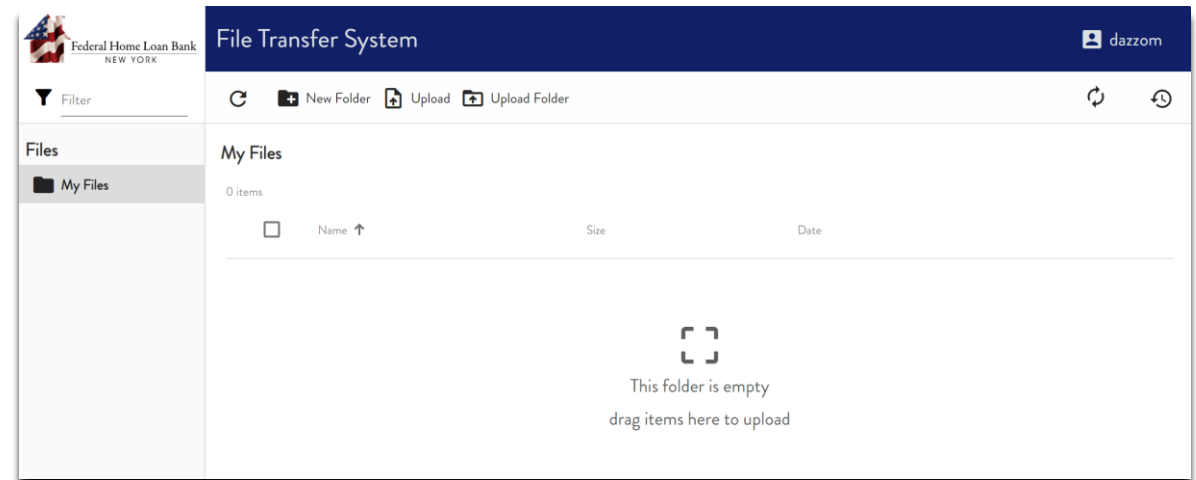 Federal Home Loan Bank
NEW YORK
File Transfer System
dazzom
Filter
New Folder
Upload
Upload Folder
Files
My Files
My Files
0 items
Name
Size
Date
This folder is empty
drag items here to upload